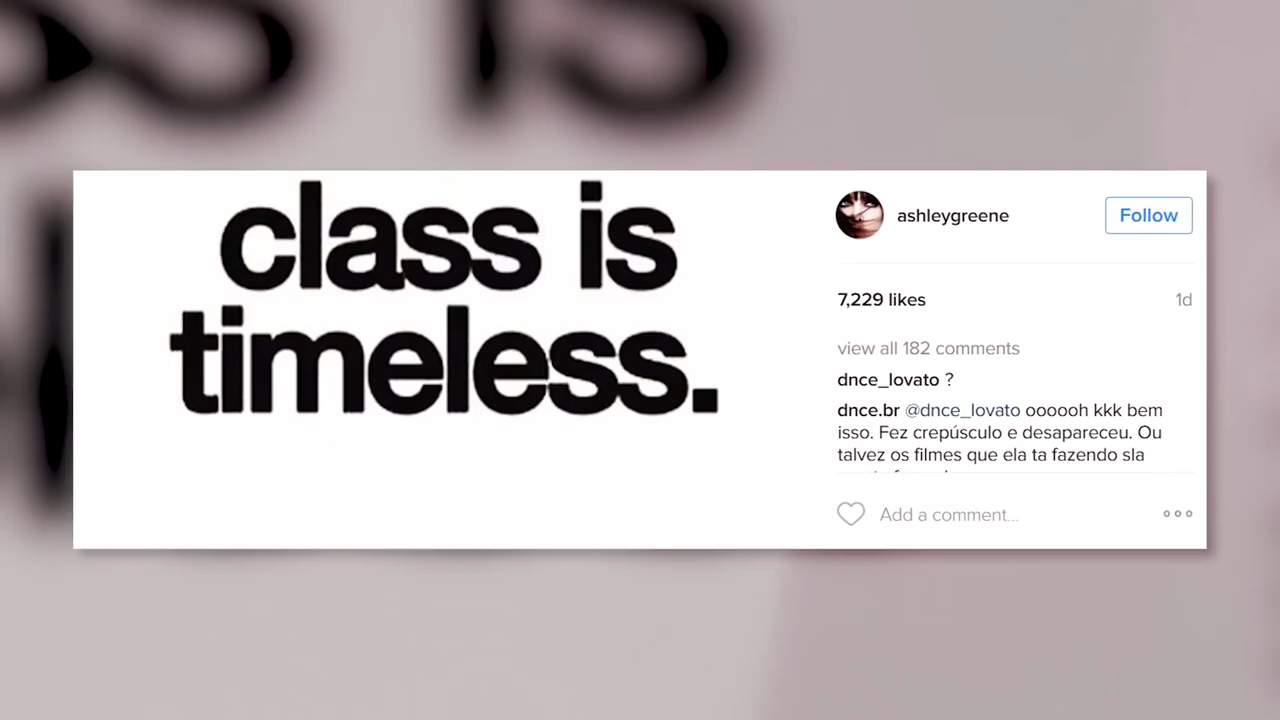 class is
timeless.
ashleygreene
Follow
7,229 likes
1d
view all 182 comments
dnce_lovato ?
dnce.br @dnce_lovato oooooh kkk bem
isso. Fez crepúsculo e desapareceu. Ou
talvez os filmes que ela ta fazendo sla
Add a comment...